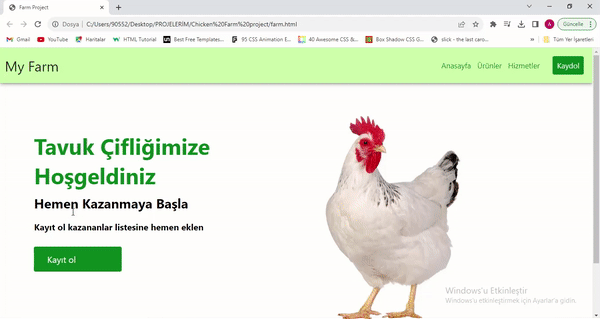 Farm Project
Dosya | C:/Users/90552/Desktop/PROJELERİM/Chicken%20Farm%20project/farm.html
Güncelle
Gmail YouTube Haritalar HTML Tutorial Best Free Templates... 95 CSS Animation E... 40 Awesome CSS &... Box Shadow CSS G... slick - the last caro... » Tüm Yer İşaretleri
My Farm
Anasayfa Ürünler Hizmetler Kaydol
Tavuk Çifliğimize
Hoşgeldiniz
Hemen Kazanmaya Başla
Kayıt ol kazananlar listesine hemen eklen
Kayıt ol
Windows'u Etkinleştir
Windows'u etkinleştirmek için Ayarlar'a gidin.